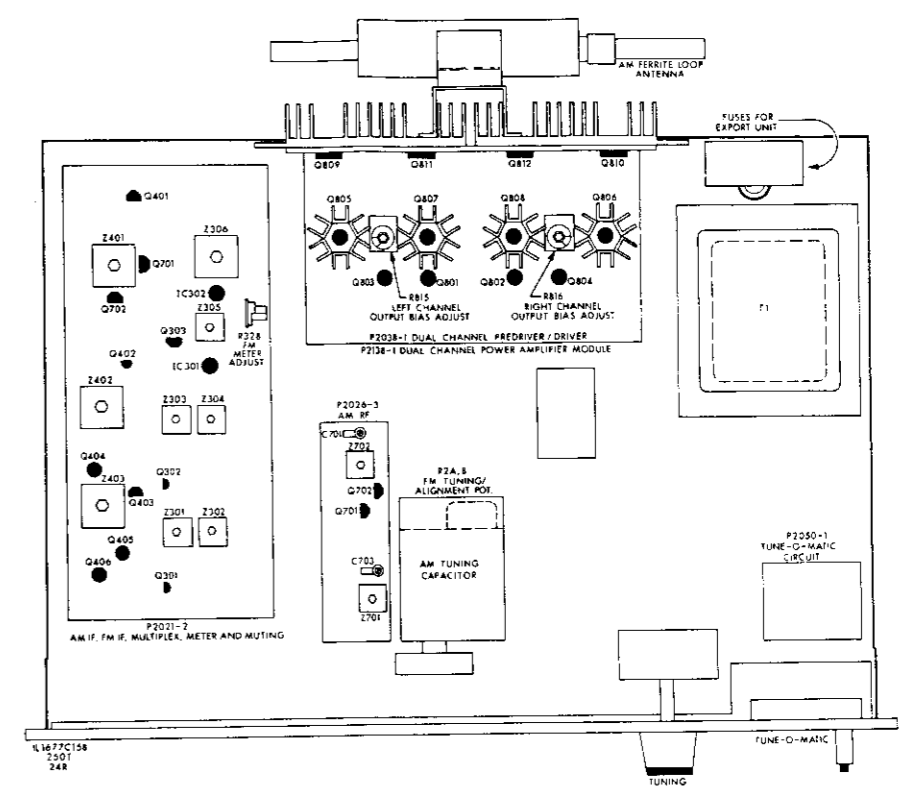 AM FERRITE LOOP
ANTENNA
FUSES FOR
EXPORT UNIT
Q809
Q811
Q812
Q810
Q401
Q805
Q807
Q808
Q806
Z306
Z401
Q701
Q803
Q801
Q802
Q804
IC302
Q702
Z305
R815
LEFT CHANNEL
OUTPUT BIAS ADJUST
R816
RIGHT CHANNEL
OUTPUT BIAS ADJUST
Q303
R328
FM
METER
ADJUST
P2038-1 DUAL CHANNEL PREDRIVER/DRIVER
P2138-1 DUAL CHANNEL POWER AMPLIFIER MODULE
Q402
IC301
Z402
Z303
Z304
P2026-3
AM RF
C704
Z702
Q404
Q302
Z403
Q403
Q702
Q701
P2A,B
FM TUNING/
ALIGNMENT POT.
Z301
Z302
Q405
Q406
Q301
C703
Z701
AM TUNING
CAPACITOR
P2050-1
TUNE-O-MATIC
CIRCUIT
P2021-2
AM IF, FM IF, MULTIPLEX, METER AND MUTING
1L1677C158
250T
24R
TUNING
TUNE-O-MATIC